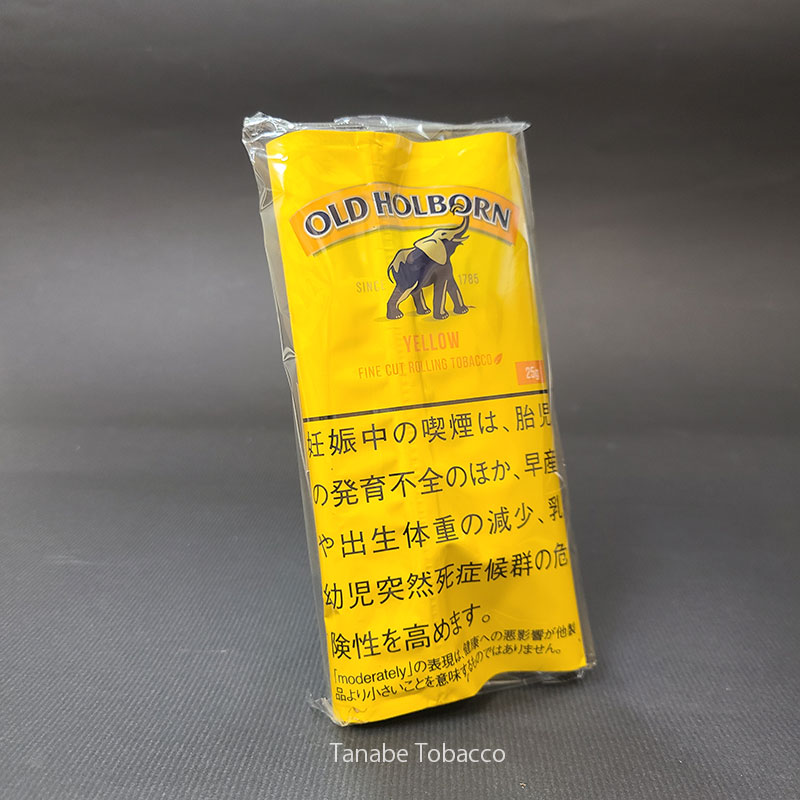 OLD HOLBORN
SINCE 1785
YELLOW
FINE CUT ROLLING TOBACCO
25g
妊娠中の喫煙は、胎児
の発育不全のほか、早産
や出生体重の減少、乳
幼児突然死症候群の危
険性を高めます。
「moderately」の表現は、健康への悪影響が他製
品より小さいことを意味するものではありません。
Tanabe Tobacco